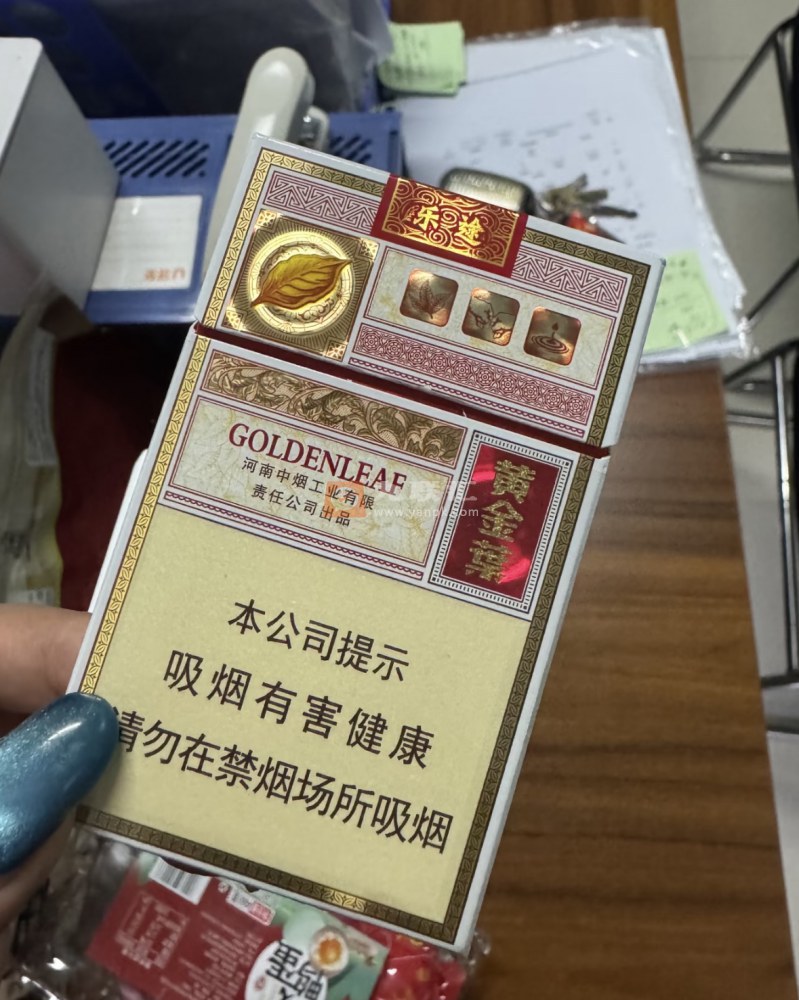 乐途
GOLDENLEAF
河南中烟工业有限
责任公司出品
黄金葉
本公司提示
吸烟有害健康
请勿在禁烟场所吸烟